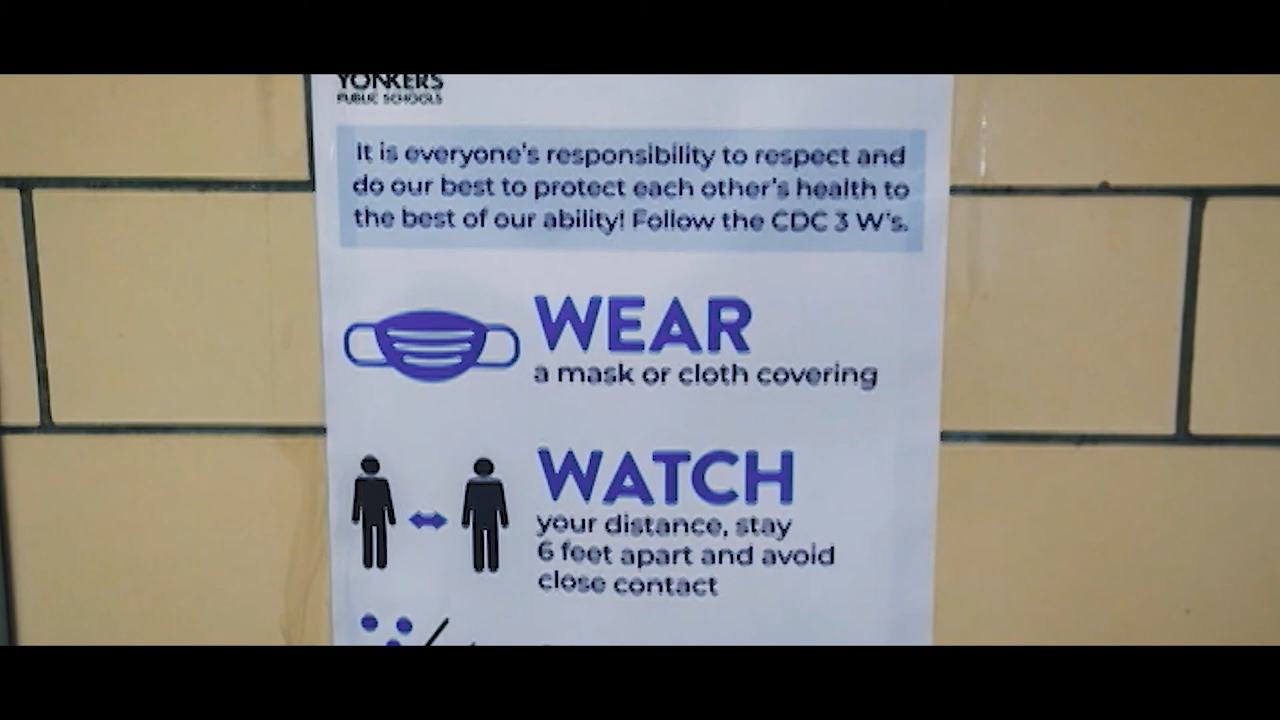 YONKERS
PUBLIC SCHOOLS
It is everyone's responsibility to respect and
do our best to protect each other's health to
the best of our ability! Follow the CDC 3 W's.
WEAR
a mask or cloth covering
WATCH
your distance, stay
6 feet apart and avoid
close contact